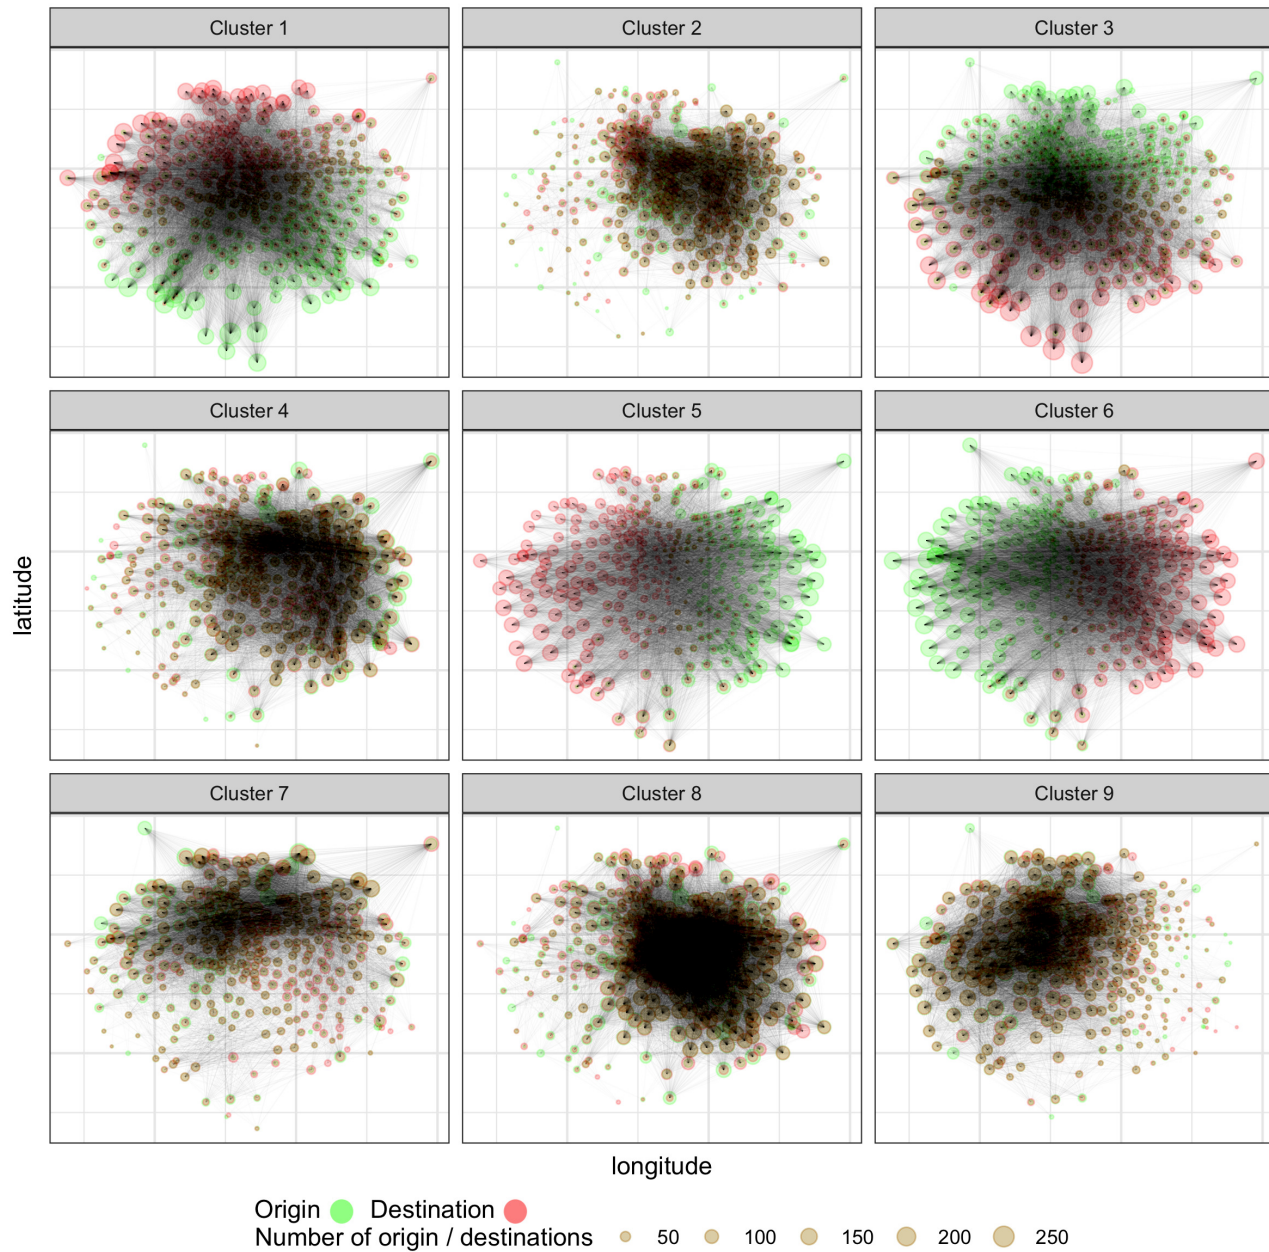 Cluster 1
Cluster 2
Cluster 3
Cluster 4
Cluster 5
Cluster 6
Cluster 7
Cluster 8
Cluster 9
latitude
longitude
Origin Destination
Number of origin / destinations 50 100 150 200 250